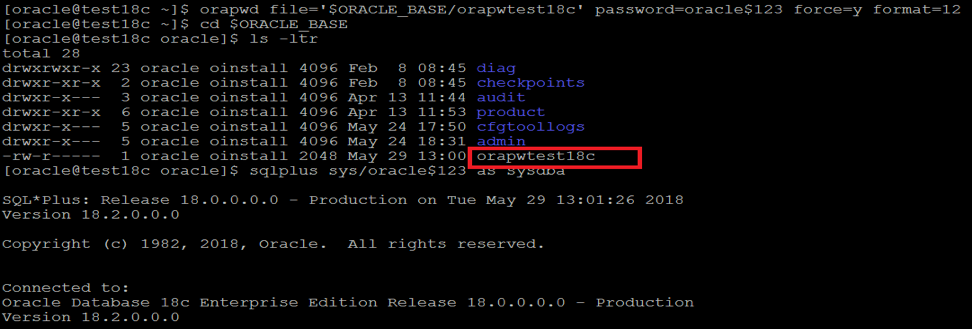 [oracle@test18c ~]$ orapwd file='$ORACLE_BASE/orapwtest18c' password=oracle$123 force=y format=12
[oracle@test18c ~]$ cd $ORACLE_BASE
[oracle@test18c oracle]$ ls -ltr
total 28
drwxrwxr-x 23 oracle oinstall 4096 Feb  8 08:45 diag
drwxr-xr-x  2 oracle oinstall 4096 Feb  8 08:45 checkpoints
drwxr-x---  3 oracle oinstall 4096 Apr 13 11:44 audit
drwxr-xr-x  6 oracle oinstall 4096 Apr 13 11:53 product
drwxr-x---  5 oracle oinstall 4096 May 24 17:50 cfgtoollogs
drwxr-x---  5 oracle oinstall 4096 May 24 18:31 admin
-rw-r-----  1 oracle oinstall 2048 May 29 13:00 orapwtest18c
[oracle@test18c oracle]$ sqlplus sys/oracle$123 as sysdba
SQL*Plus: Release 18.0.0.0.0 - Production on Tue May 29 13:01:26 2018
Version 18.2.0.0.0
Copyright (c) 1982, 2018, Oracle.  All rights reserved.
Connected to:
Oracle Database 18c Enterprise Edition Release 18.0.0.0.0 - Production
Version 18.2.0.0.0